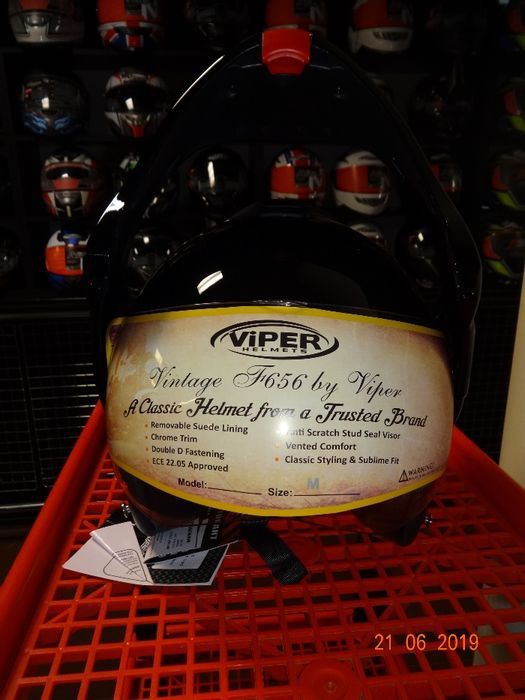 ViPER
HELMETS
Vintage F656 by Viper
A Classic Helmet from a Trusted Brand
• Removable Suede Lining
• Chrome Trim
• Double D Fastening
• ECE 22.05 Approved
Anti Scratch Stud Seal Visor
• Vented Comfort
• Classic Styling & Sublime Fit
WARNING
Model:________ Size: M
21 06 2019